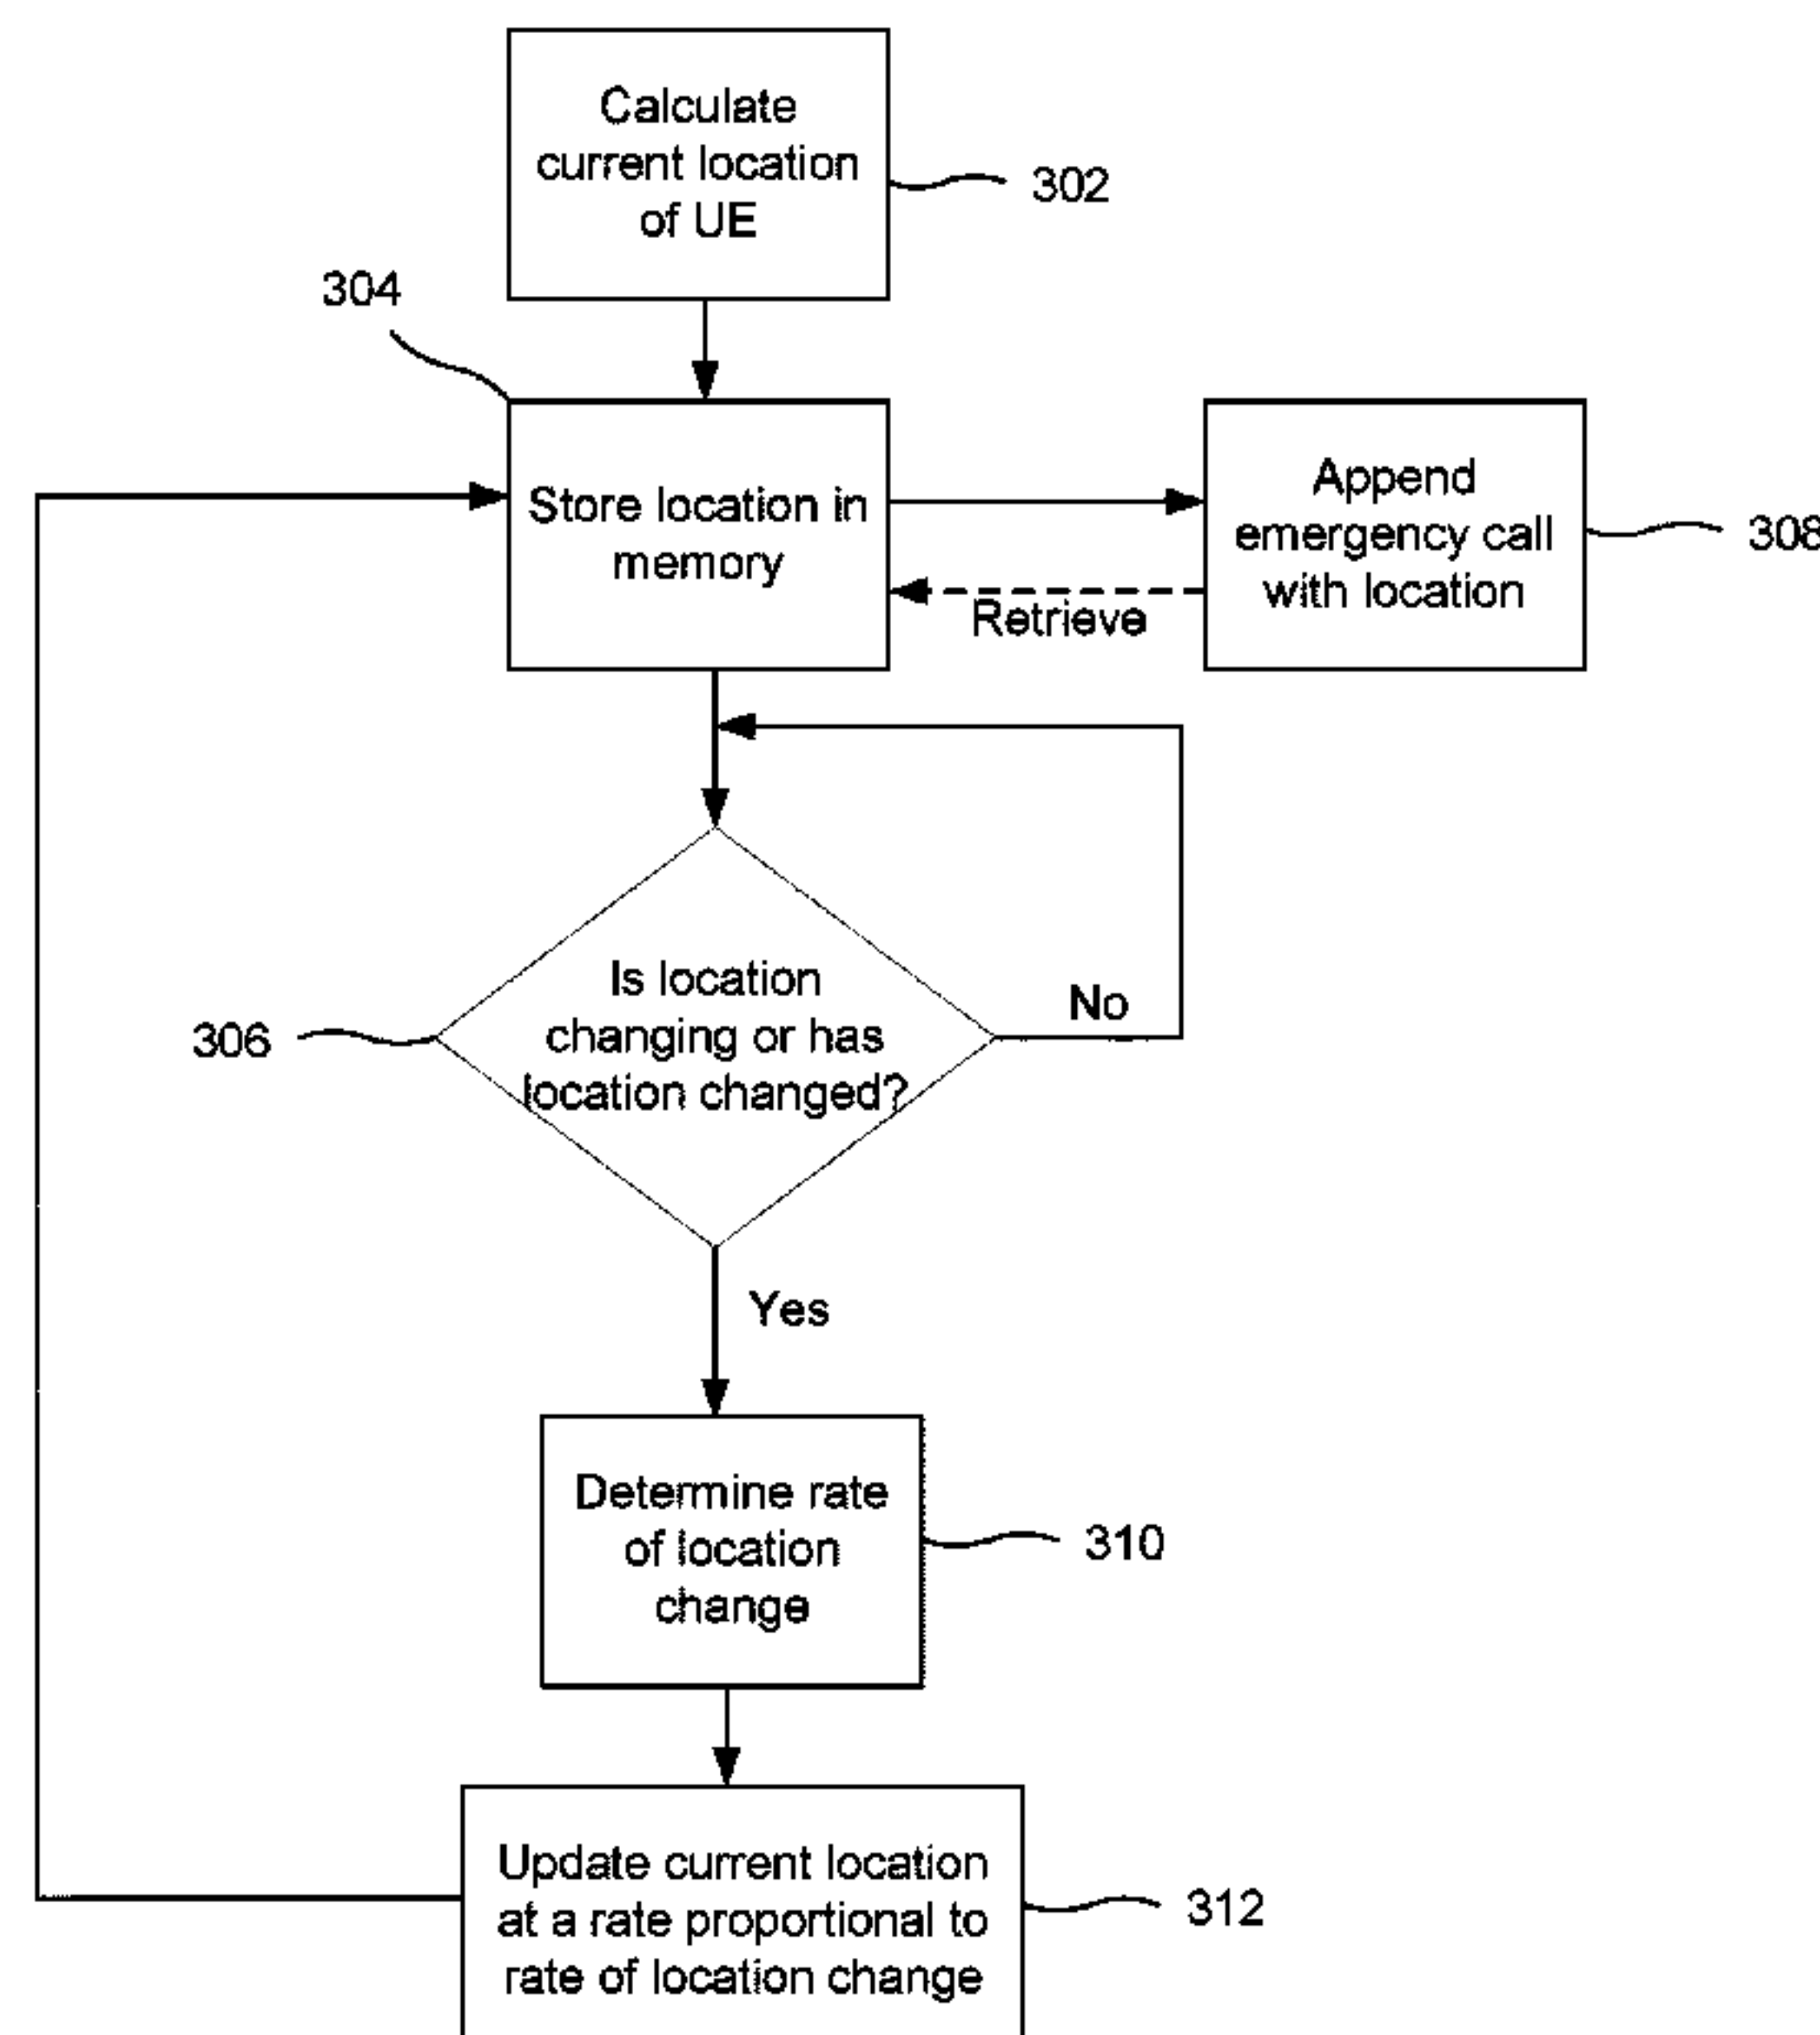 Calculate
current location
of UE
302
304
Store location in
memory
Append
emergency call
with location
308
Retrieve
Is location
changing or has
location changed?
306
No
Yes
Determine rate
of location
change
310
Update current location
at a rate proportional to
rate of location change
312